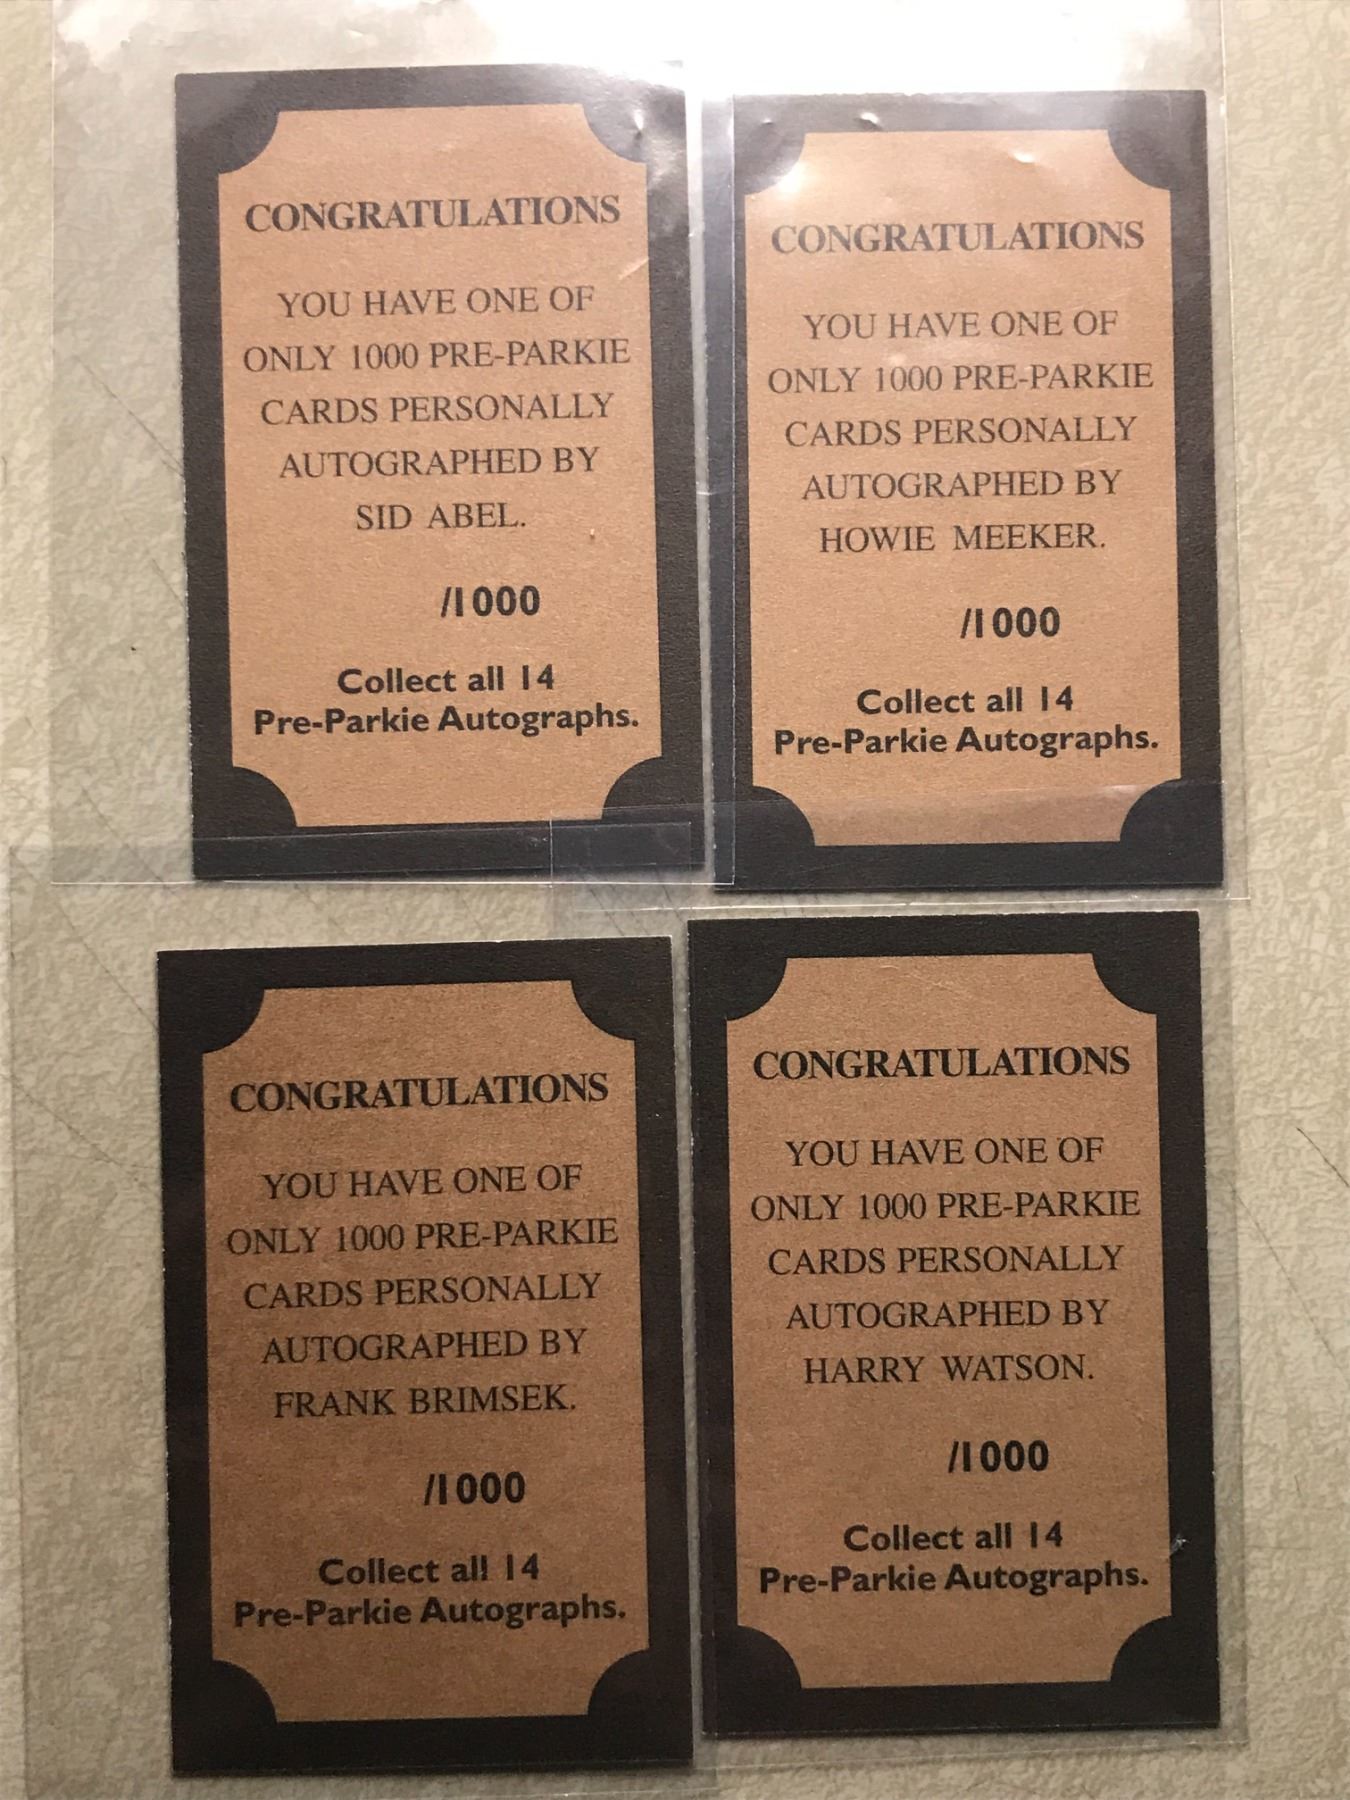 CONGRATULATIONS
YOU HAVE ONE OF
ONLY 1000 PRE-PARKIE
CARDS PERSONALLY
AUTOGRAPHED BY
SID ABEL.
/1000
Collect all 14
Pre-Parkie Autographs.
CONGRATULATIONS
YOU HAVE ONE OF
ONLY 1000 PRE-PARKIE
CARDS PERSONALLY
AUTOGRAPHED BY
HOWIE MEEKER.
/1000
Collect all 14
Pre-Parkie Autographs.
CONGRATULATIONS
YOU HAVE ONE OF
ONLY 1000 PRE-PARKIE
CARDS PERSONALLY
AUTOGRAPHED BY
FRANK BRIMSEK.
/1000
Collect all 14
Pre-Parkie Autographs.
CONGRATULATIONS
YOU HAVE ONE OF
ONLY 1000 PRE-PARKIE
CARDS PERSONALLY
AUTOGRAPHED BY
HARRY WATSON.
/1000
Collect all 14
Pre-Parkie Autographs.